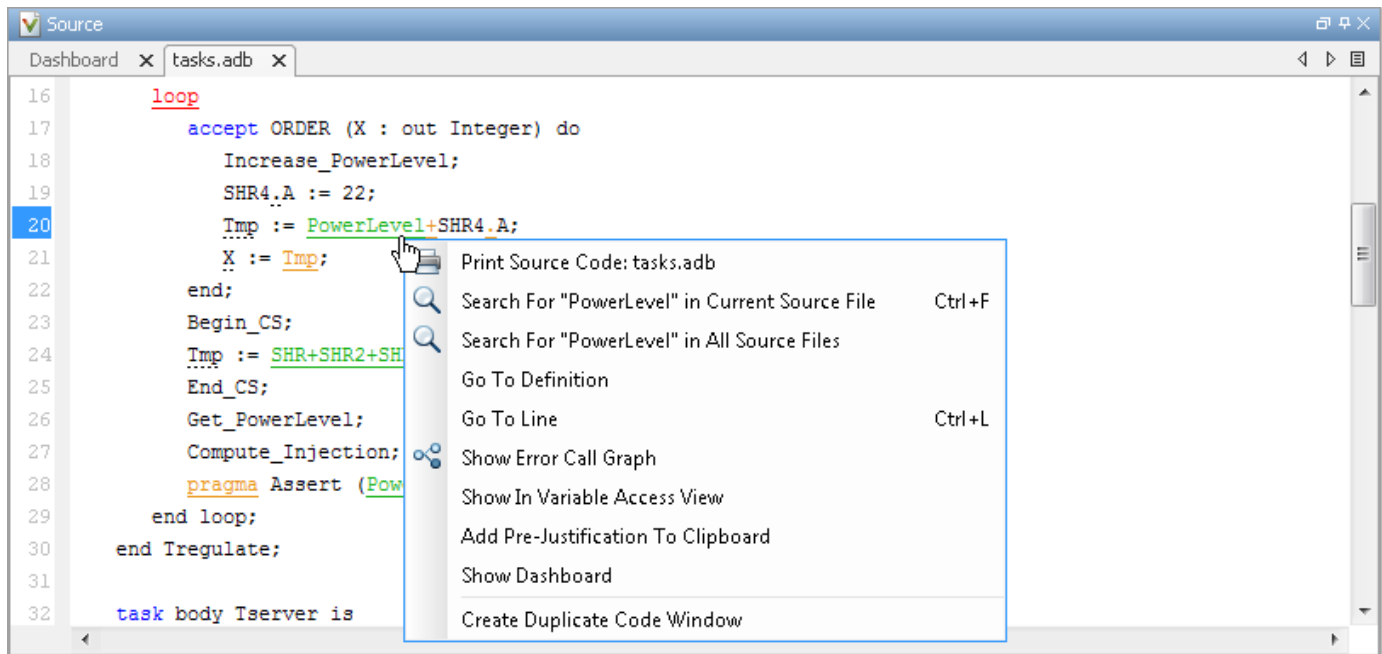 Source
Dashboard tasks.adb
16 loop
17 accept ORDER (X : out Integer) do
18 Increase_PowerLevel;
19 SHR4.A := 22;
20 Tmp := PowerLevel+SHR4.A;
21 X := Tmp;
22 end;
23 Begin_CS;
24 Tmp := SHR+SHR2+SH
25 End_CS;
26 Get_PowerLevel;
27 Compute_Injection;
28 pragma Assert (Pow
29 end loop;
30 end Tregulate;
31
32 task body Tserver is
Print Source Code: tasks.adb
Search For "PowerLevel" in Current Source File Ctrl+F
Search For "PowerLevel" in All Source Files
Go To Definition
Go To Line Ctrl+L
Show Error Call Graph
Show In Variable Access View
Add Pre-Justification To Clipboard
Show Dashboard
Create Duplicate Code Window